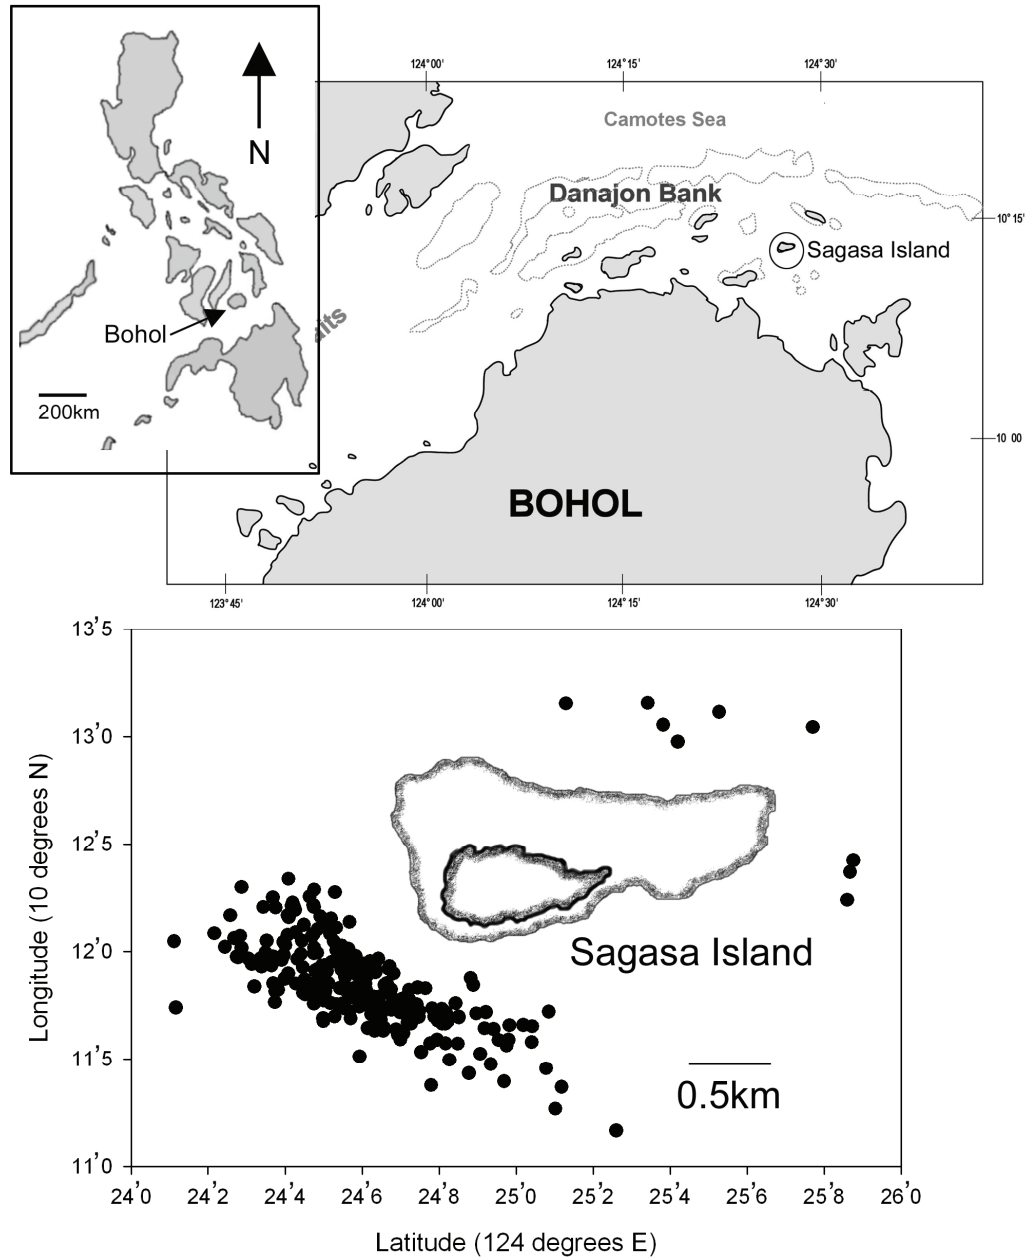 N
Bohol
200km
124°00'
124°15'
124°30'
Camotes Sea
Danajon Bank
10°15'
Sagasa Island
aits
10 00
BOHOL
123°45'
124°00'
124°15'
124°30'
13’5
13’0
12’5
12’0
11’5
11’0
Longitude (10 degrees N)
Sagasa Island
0.5km
24’0
24’2
24’4
24’6
24’8
25’0
25’2
25’4
25’6
25’8
26’0
Latitude (124 degrees E)